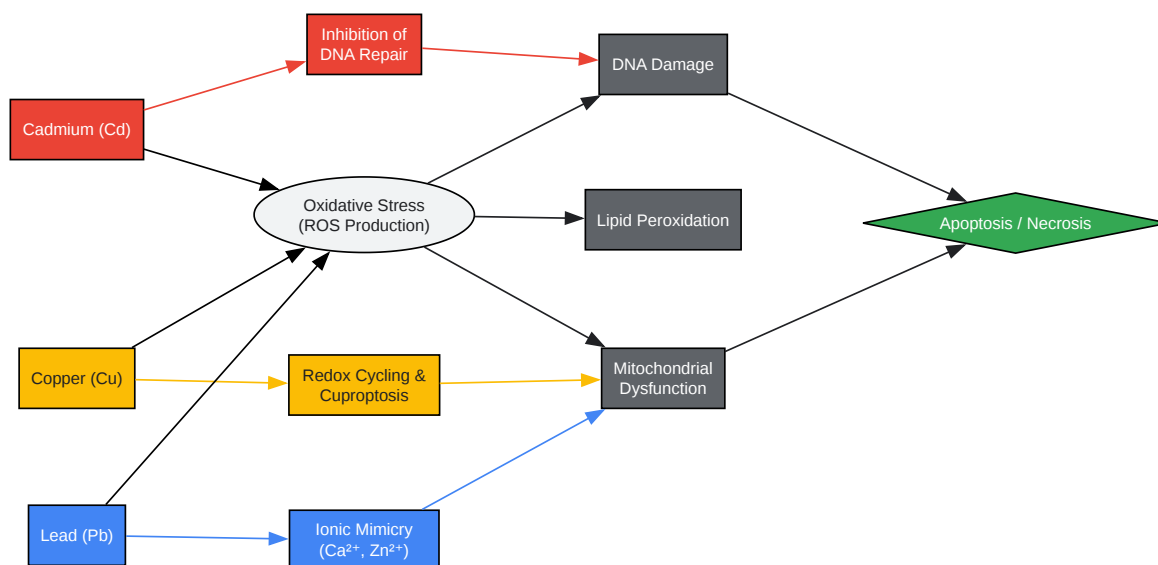 Inhibition of
DNA Repair
DNA Damage
Cadmium (Cd)
Oxidative Stress
(ROS Production)
Lipid Peroxidation
Apoptosis / Necrosis
Copper (Cu)
Redox Cycling &
Cuproptosis
Mitochondrial
Dysfunction
Lead (Pb)
Ionic Mimicry
(Ca²⁺, Zn²⁺)